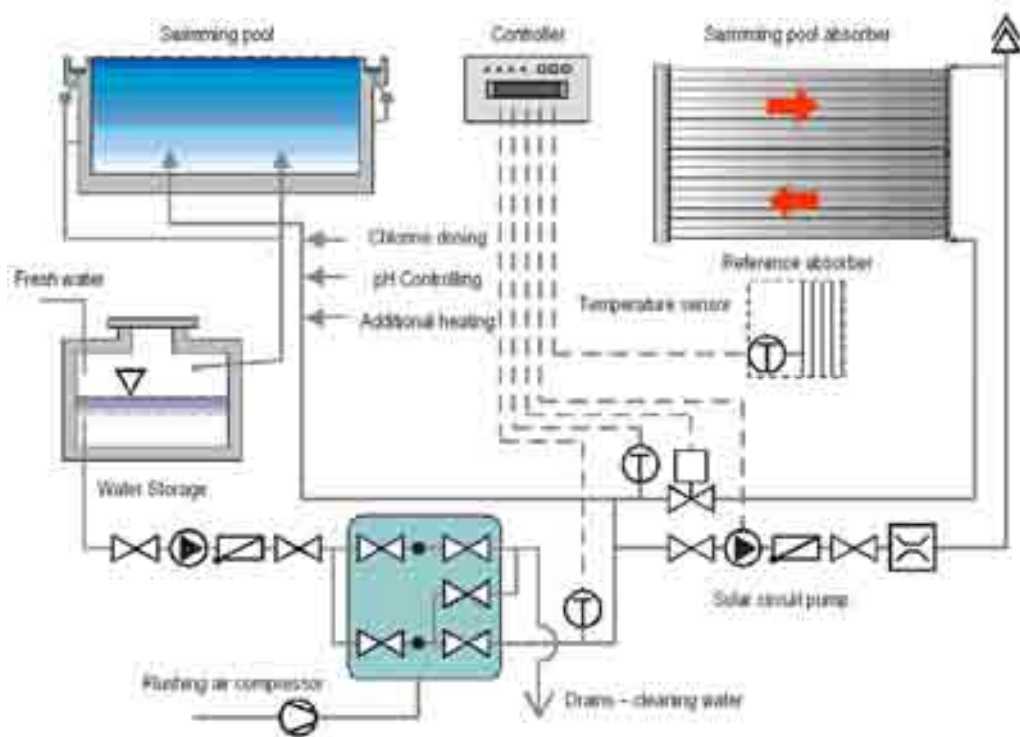 Swimming pool
Controller
Swimming pool absorber
Chlorine dosing
pH Controlling
Additional heating
Fresh water
Reference absorber
Temperature sensor
T
T
Water Storage
T
Solar circuit pump
Flushing air compressor
Drains – cleaning water